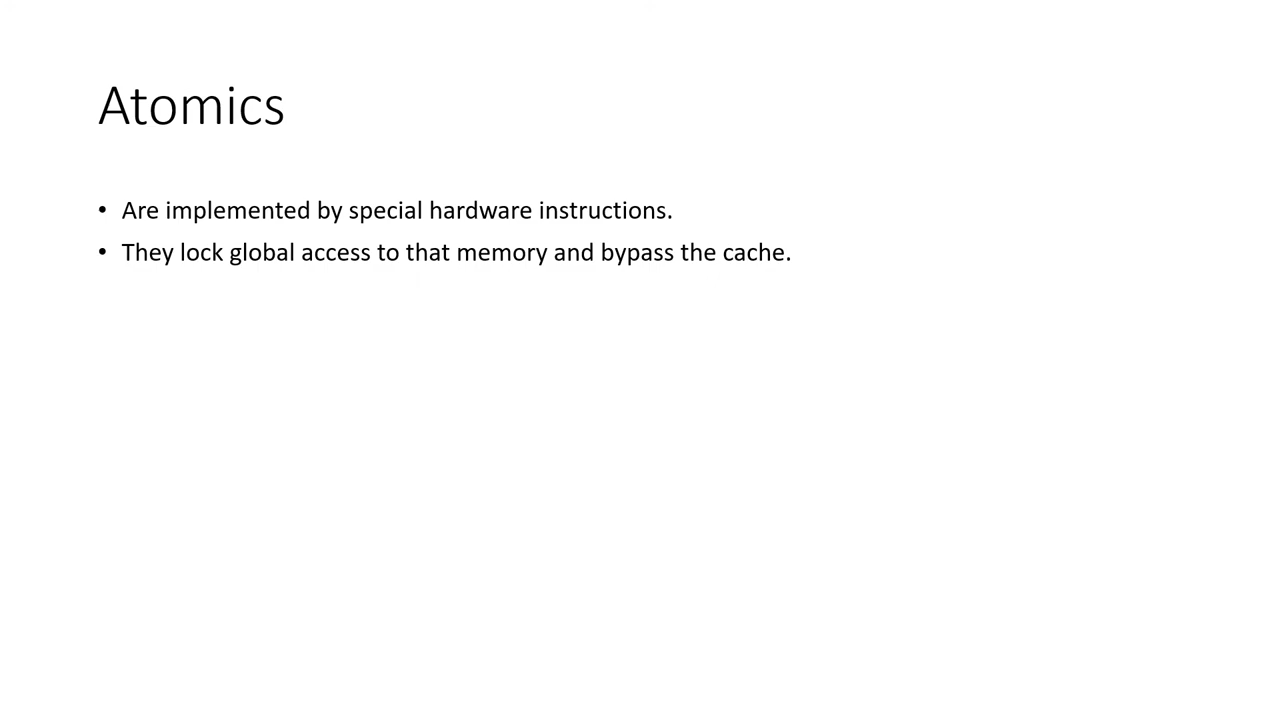 Atomics
• Are implemented by special hardware instructions.
• They lock global access to that memory and bypass the cache.